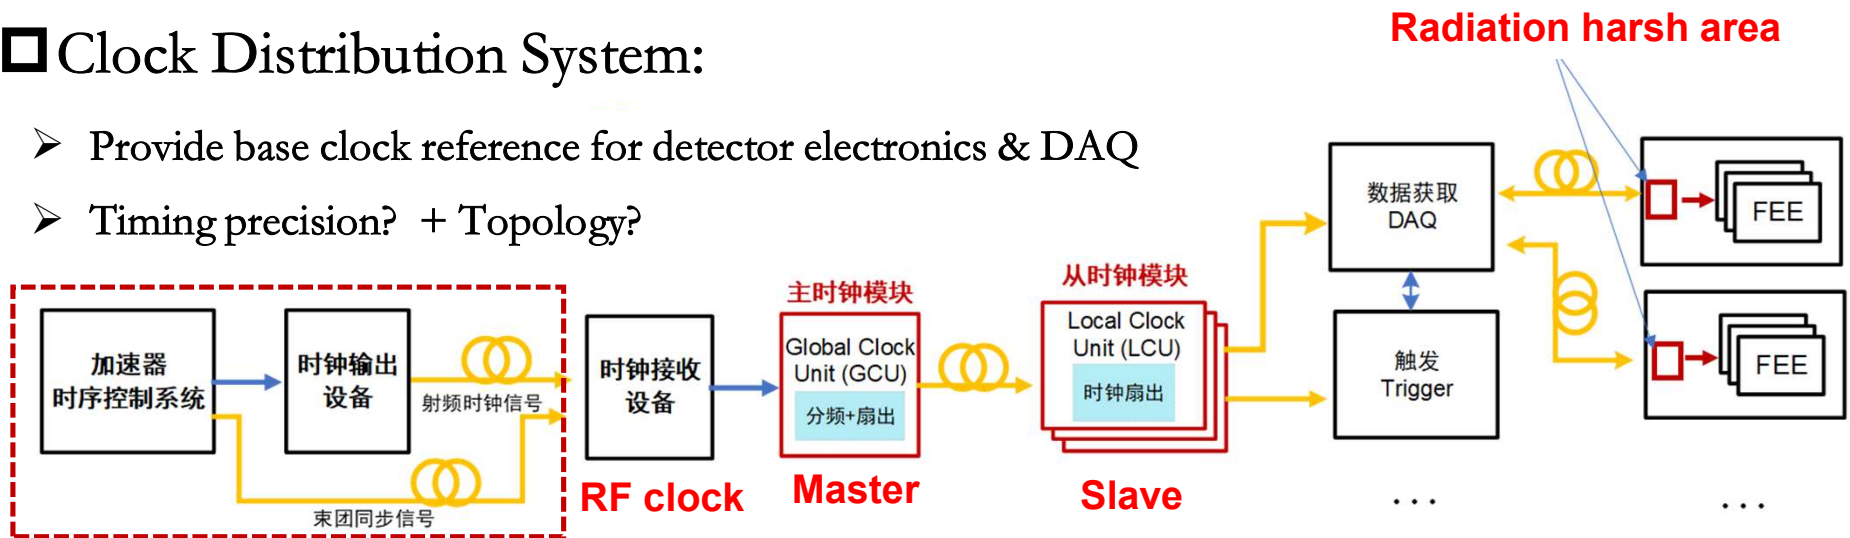 Clock Distribution System:
Provide base clock reference for detector electronics & DAQ
Timing precision? + Topology?
Radiation harsh area
加速器
时序控制系统
时钟输出
设备
射频时钟信号
束团同步信号
时钟接收
设备
RF clock
主时钟模块
Global Clock
Unit (GCU)
分频+扇出
Master
从时钟模块
Local Clock
Unit (LCU)
时钟扇出
Slave
数据获取
DAQ
触发
Trigger
...
FEE
FEE
...